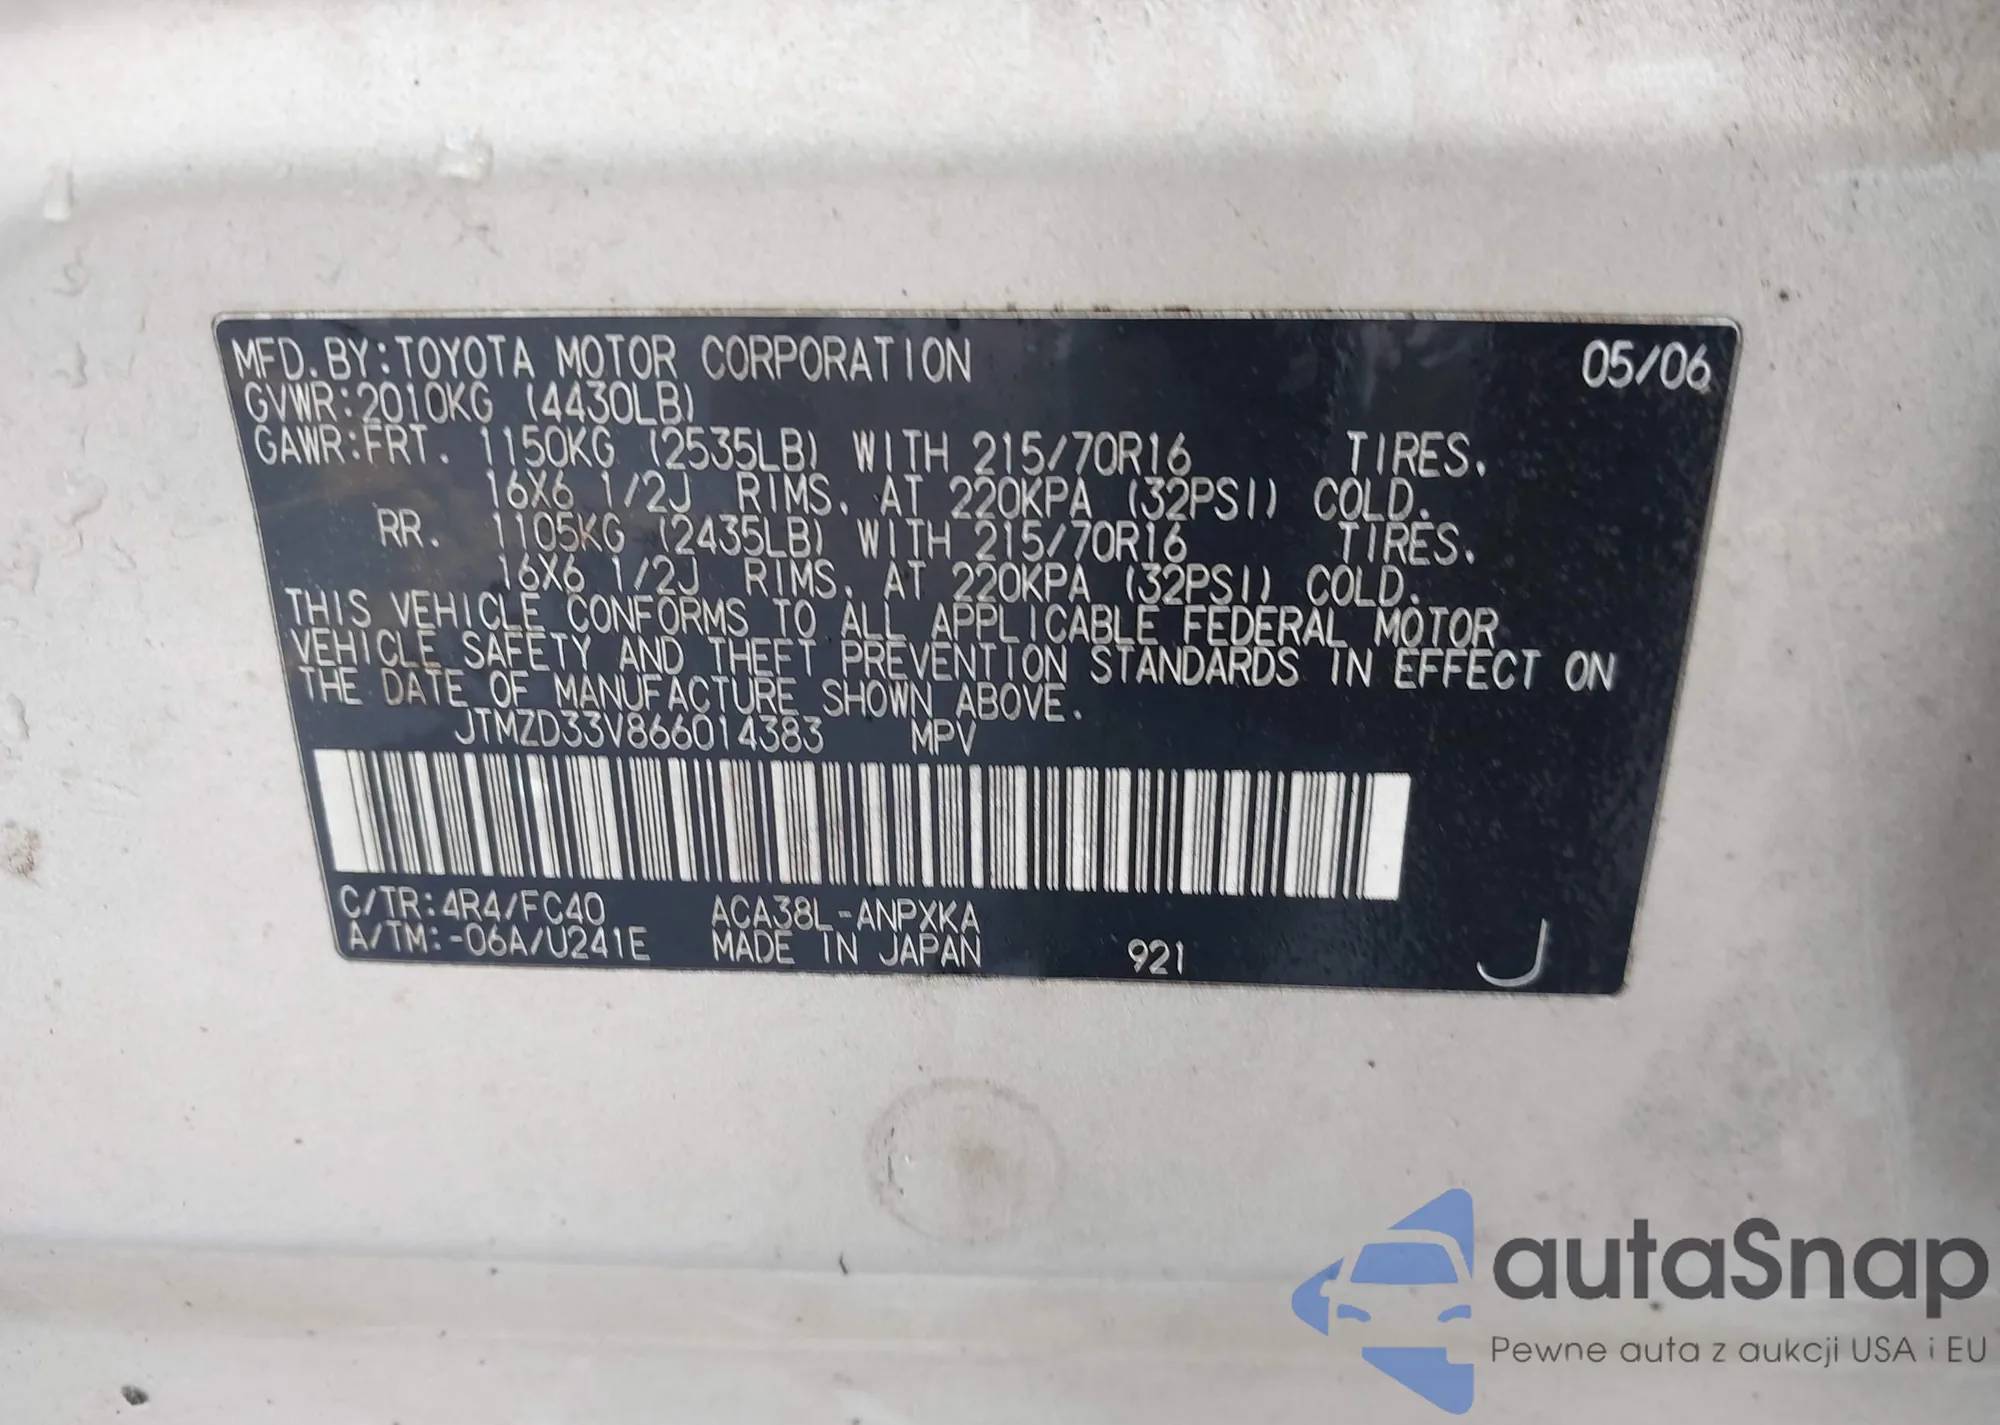 MFD. BY: TOYOTA MOTOR CORPORATION 05/06
GVWR: 2010KG (4430LB)
GAWR: FRT. 1150KG (2535LB) WITH 215/70R16 TIRES.
16X6 1/2J RIMS. AT 220KPA (32PSI) COLD.
RR. 1105KG (2435LB) WITH 215/70R16 TIRES.
16X6 1/2J RIMS. AT 220KPA (32PSI) COLD.
THIS VEHICLE CONFORMS TO ALL APPLICABLE FEDERAL MOTOR
VEHICLE SAFETY AND THEFT PREVENTION STANDARDS IN EFFECT ON
THE DATE OF MANUFACTURE SHOWN ABOVE.
JTMZD33V866014383 MPV
C/TR: 4R4/FC40 ACA38L-ANPXKA
A/TM: -06A/U241E MADE IN JAPAN 921 J
autaSnap
Pewne auta z aukcji USA i EU